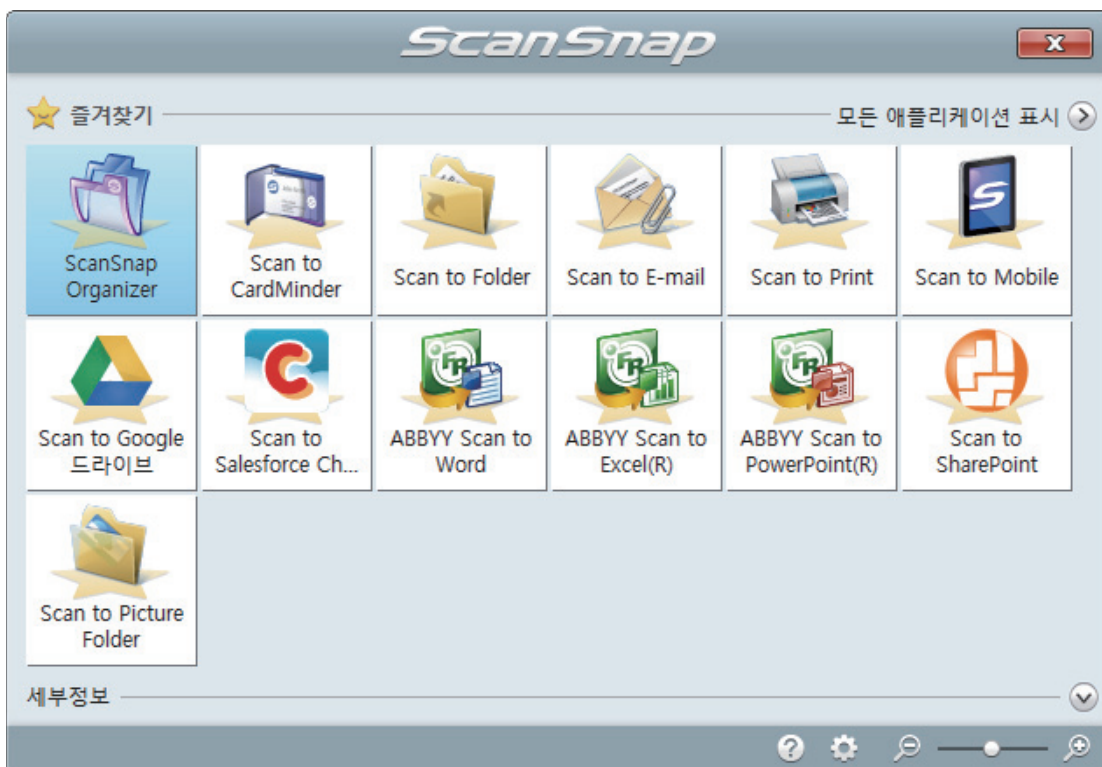 ScanSnap
즐겨찾기
모든 애플리케이션 표시
ScanSnap
Organizer
Scan to
CardMinder
Scan to Folder
Scan to E-mail
Scan to Print
Scan to Mobile
Scan to Google
드라이브
Scan to
Salesforce Ch...
ABBYY Scan to
Word
ABBYY Scan to
Excel(R)
ABBYY Scan to
PowerPoint(R)
Scan to
SharePoint
Scan to Picture
Folder
세부정보